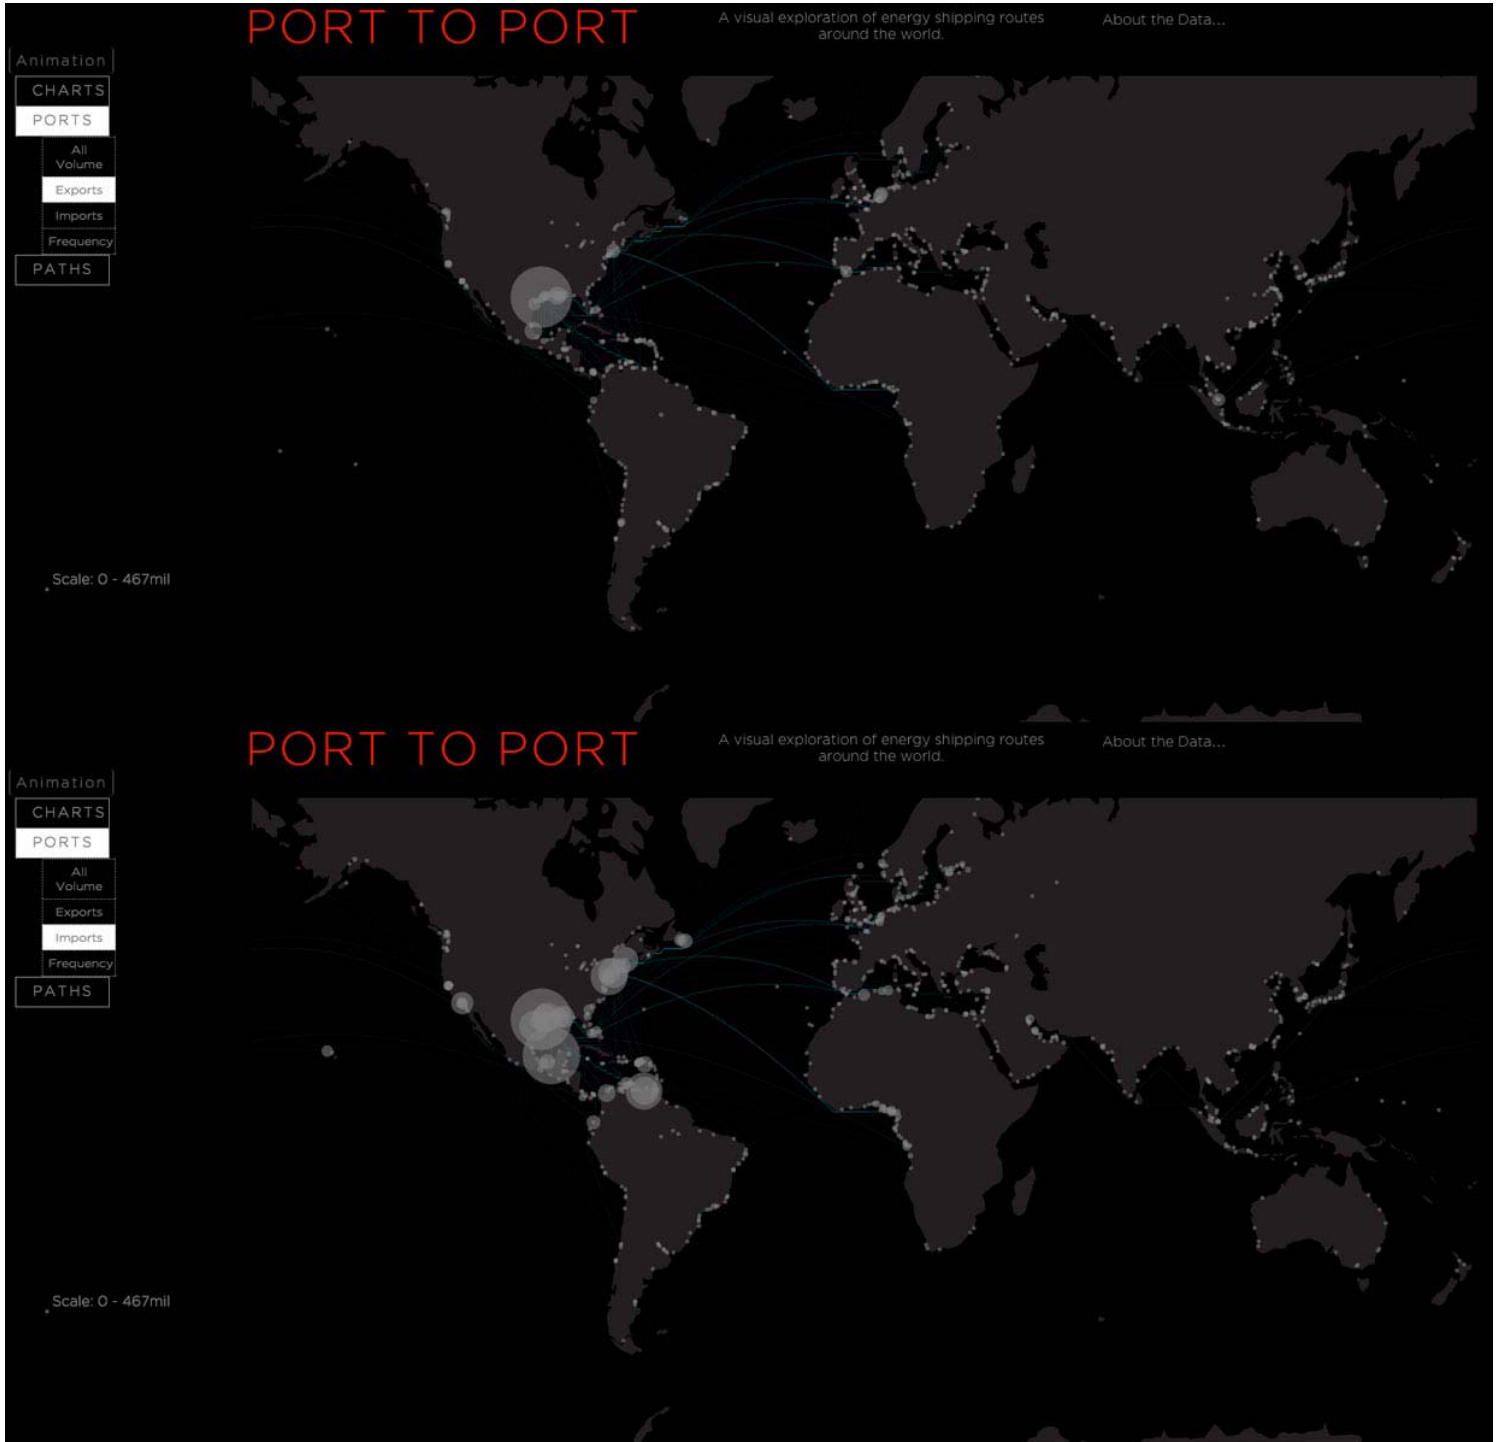 PORT TO PORT
A visual exploration of energy shipping routes
around the world.
About the Data...
Animation
CHARTS
PORTS
All
Volume
Exports
Imports
Frequency
PATHS
Scale: 0 - 467mil
PORT TO PORT
A visual exploration of energy shipping routes
around the world.
About the Data...
Animation
CHARTS
PORTS
All
Volume
Exports
Imports
Frequency
PATHS
Scale: 0 - 467mil